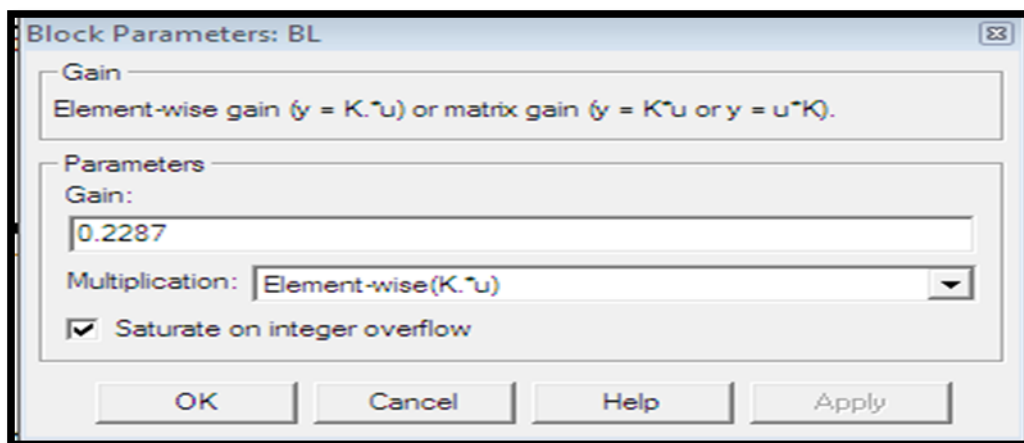 Block Parameters: BL
Gain
Element-wise gain (y = K.*u) or matrix gain (y = K*u or y = u*K).
Parameters
Gain:
0.2287
Multiplication: Element-wise(K.*u)
Saturate on integer overflow
OK Cancel Help Apply